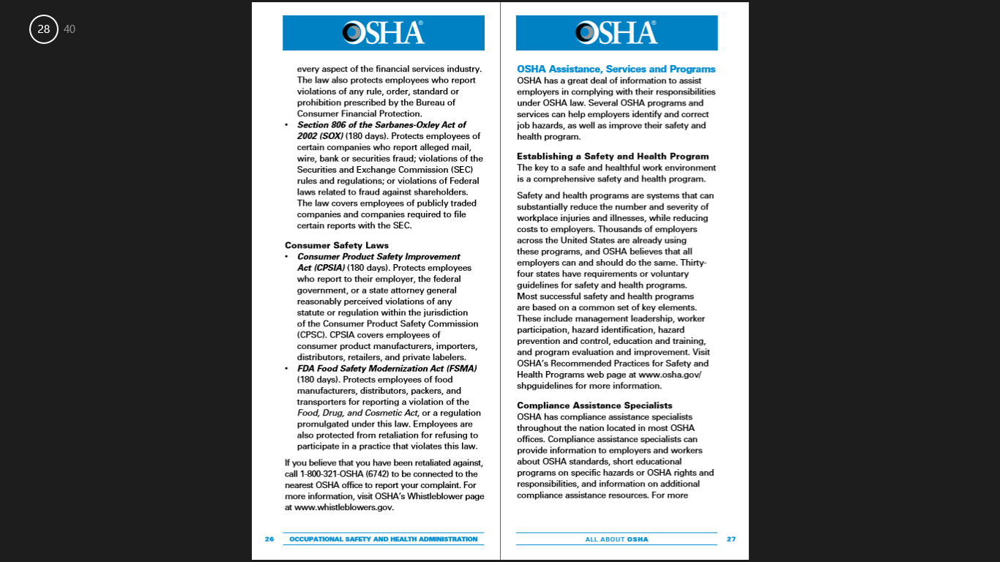 28 40
OSHA®
every aspect of the financial services industry.
The law also protects employees who report
violations of any rule, order, standard or
prohibition prescribed by the Bureau of
Consumer Financial Protection.
• Section 806 of the Sarbanes-Oxley Act of
2002 (SOX) (180 days). Protects employees of
certain companies who report alleged mail,
wire, bank or securities fraud; violations of the
Securities and Exchange Commission (SEC)
rules and regulations; or violations of Federal
laws related to fraud against shareholders.
The law covers employees of publicly traded
companies and companies required to file
certain reports with the SEC.
Consumer Safety Laws
• Consumer Product Safety Improvement
Act (CPSIA) (180 days). Protects employees
who report to their employer, the federal
government, or a state attorney general
reasonably perceived violations of any
statute or regulation within the jurisdiction
of the Consumer Product Safety Commission
(CPSC). CPSIA covers employees of
consumer product manufacturers, importers,
distributors, retailers, and private labelers.
• FDA Food Safety Modernization Act (FSMA)
(180 days). Protects employees of food
manufacturers, distributors, packers, and
transporters for reporting a violation of the
Food, Drug, and Cosmetic Act, or a regulation
promulgated under this law. Employees are
also protected from retaliation for refusing to
participate in a practice that violates this law.
If you believe that you have been retaliated against,
call 1-800-321-OSHA (6742) to be connected to the
nearest OSHA office to report your complaint. For
more information, visit OSHA's Whistleblower page
at www.whistleblowers.gov.
26 OCCUPATIONAL SAFETY AND HEALTH ADMINISTRATION
OSHA®
OSHA Assistance, Services and Programs
OSHA has a great deal of information to assist
employers in complying with their responsibilities
under OSHA law. Several OSHA programs and
services can help employers identify and correct
job hazards, as well as improve their safety and
health program.
Establishing a Safety and Health Program
The key to a safe and healthful work environment
is a comprehensive safety and health program.
Safety and health programs are systems that can
substantially reduce the number and severity of
workplace injuries and illnesses, while reducing
costs to employers. Thousands of employers
across the United States are already using
these programs, and OSHA believes that all
employers can and should do the same. Thirty-
four states have requirements or voluntary
guidelines for safety and health programs.
Most successful safety and health programs
are based on a common set of key elements.
These include management leadership, worker
participation, hazard identification, hazard
prevention and control, education and training,
and program evaluation and improvement. Visit
OSHA's Recommended Practices for Safety and
Health Programs web page at www.osha.gov/
shpguidelines for more information.
Compliance Assistance Specialists
OSHA has compliance assistance specialists
throughout the nation located in most OSHA
offices. Compliance assistance specialists can
provide information to employers and workers
about OSHA standards, short educational
programs on specific hazards or OSHA rights and
responsibilities, and information on additional
compliance assistance resources. For more
ALL ABOUT OSHA 27